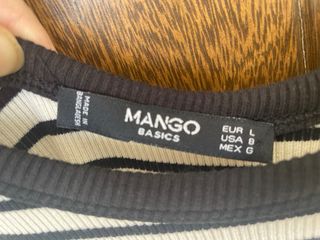 MADE IN
BANGLADESH
MANGO
BASICS
EUR L
USA 8
MEX G